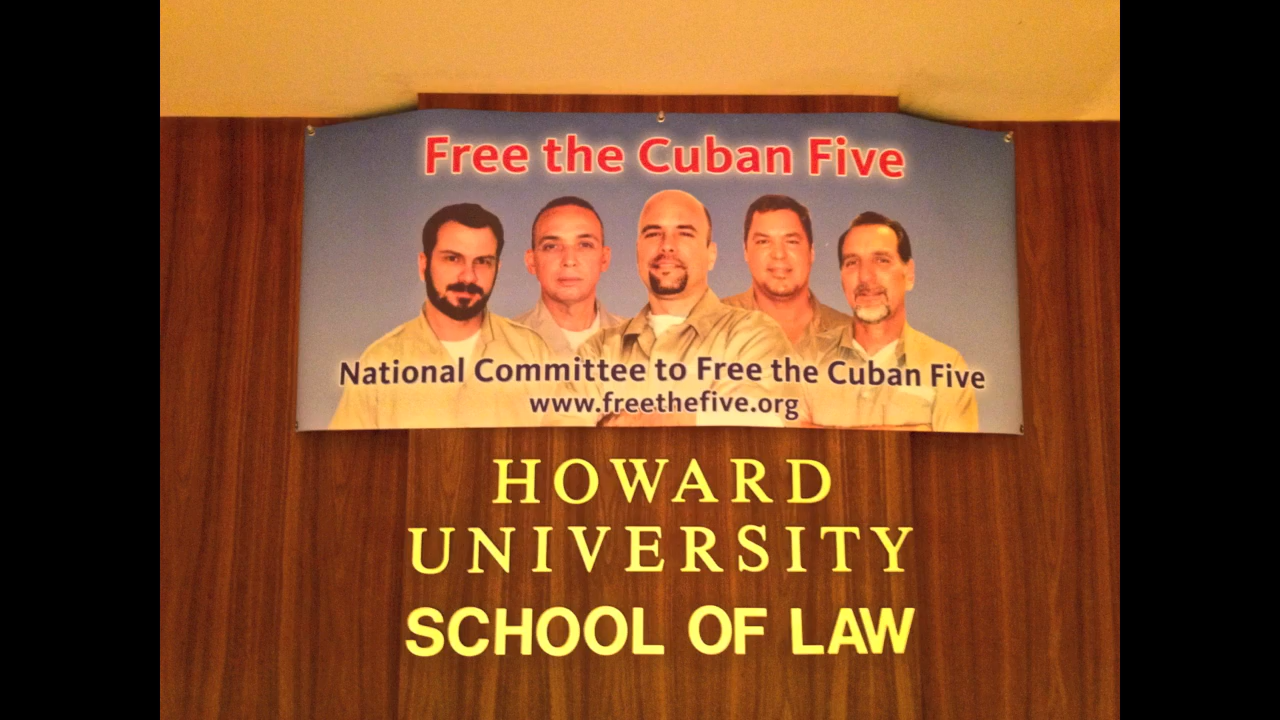 Free the Cuban Five
National Committee to Free the Cuban Five
www.freethefive.org
HOWARD
UNIVERSITY
SCHOOL OF LAW